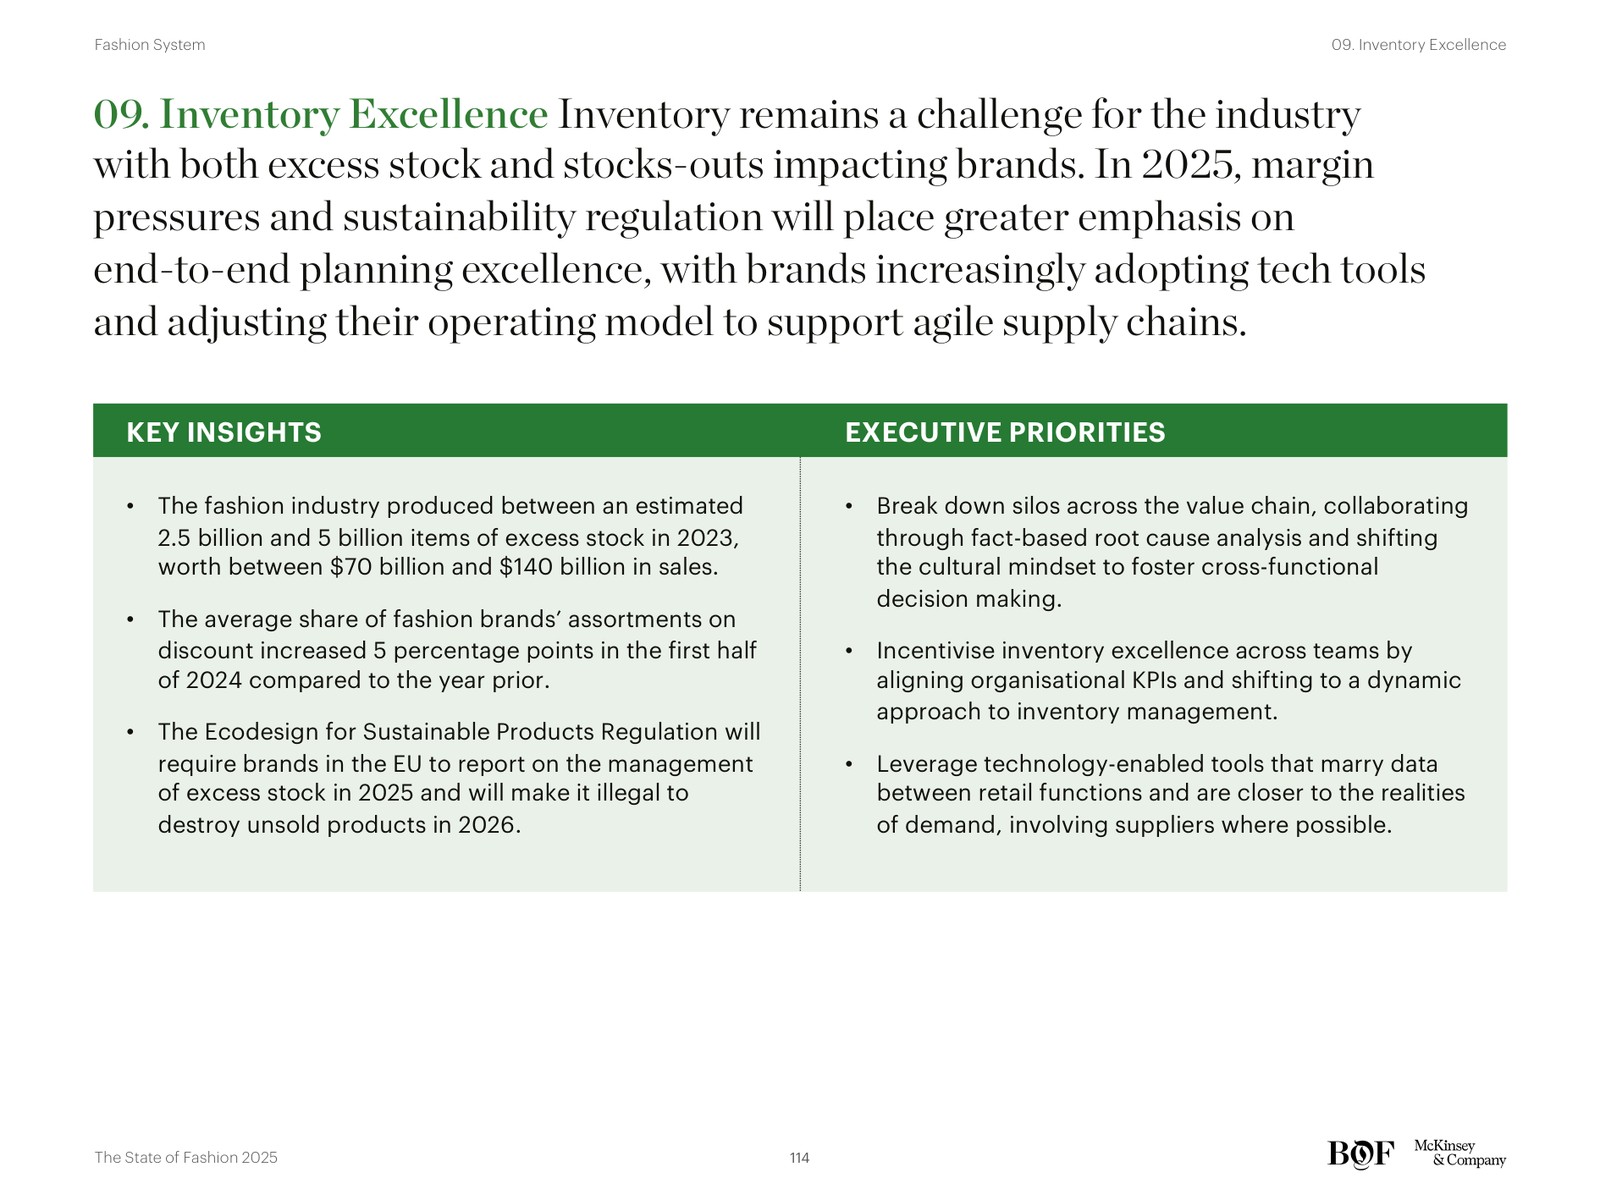 Fashion System
09. Inventory Excellence
09. Inventory Excellence Inventory remains a challenge for the industry
with both excess stock and stocks-outs impacting brands. In 2025, margin
pressures and sustainability regulation will place greater emphasis on
end-to-end planning excellence, with brands increasingly adopting tech tools
and adjusting their operating model to support agile supply chains.
KEY INSIGHTS
• The fashion industry produced between an estimated
2.5 billion and 5 billion items of excess stock in 2023,
worth between $70 billion and $140 billion in sales.
• The average share of fashion brands’ assortments on
discount increased 5 percentage points in the first half
of 2024 compared to the year prior.
• The Ecodesign for Sustainable Products Regulation will
require brands in the EU to report on the management
of excess stock in 2025 and will make it illegal to
destroy unsold products in 2026.
EXECUTIVE PRIORITIES
• Break down silos across the value chain, collaborating
through fact-based root cause analysis and shifting
the cultural mindset to foster cross-functional
decision making.
• Incentivise inventory excellence across teams by
aligning organisational KPIs and shifting to a dynamic
approach to inventory management.
• Leverage technology-enabled tools that marry data
between retail functions and are closer to the realities
of demand, involving suppliers where possible.
The State of Fashion 2025
114
BOF
McKinsey
& Company